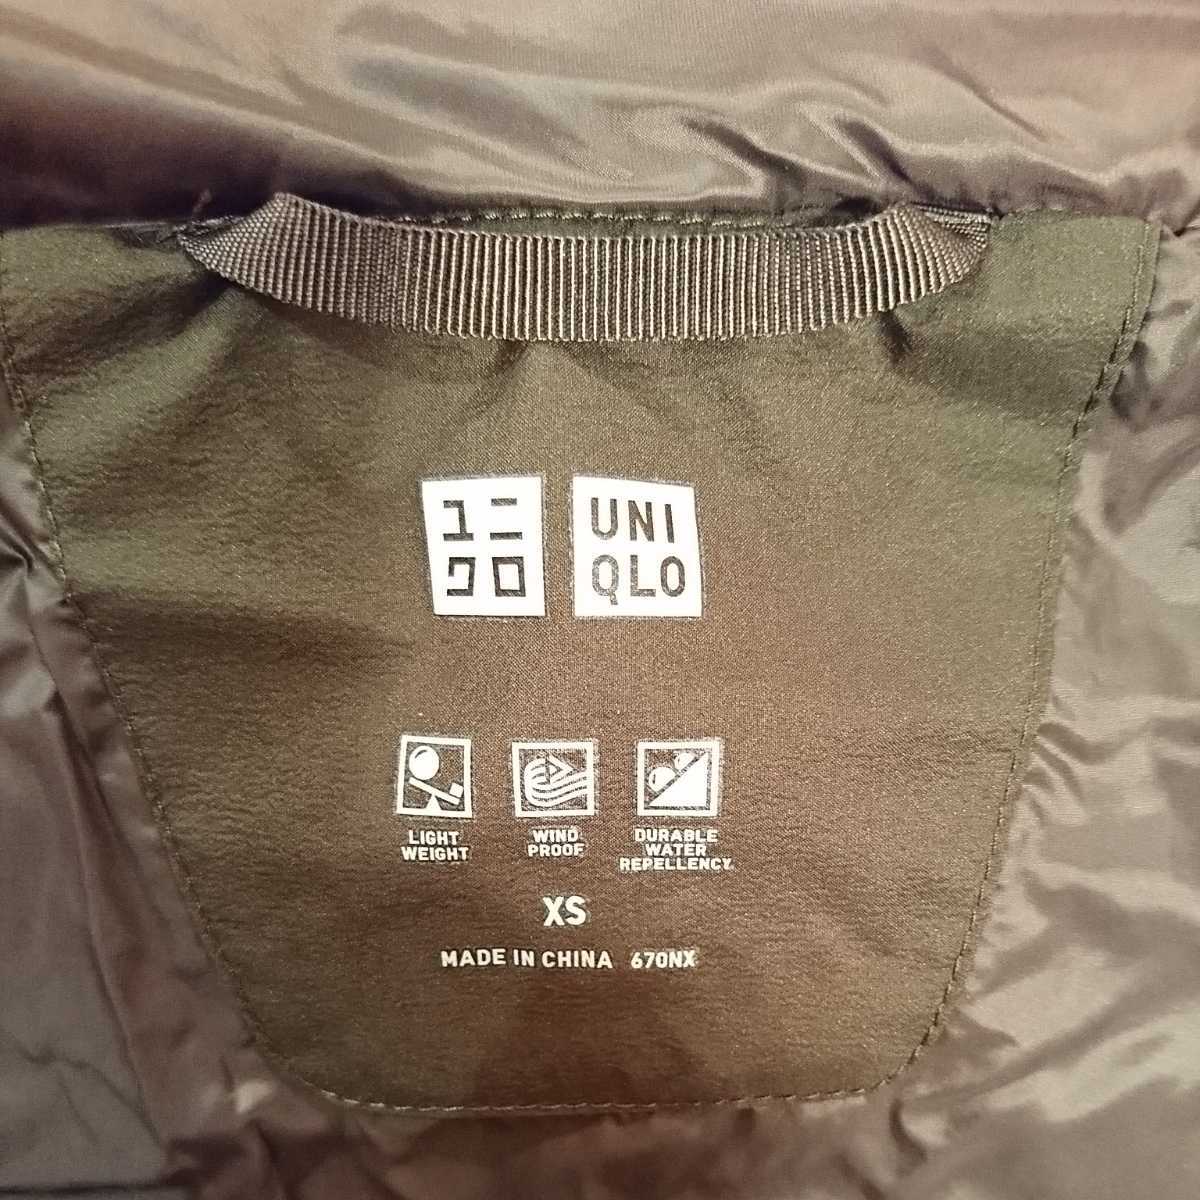 ユニ
クロ
UNI
QLO
LIGHT
WEIGHT
WIND
PROOF
DURABLE
WATER
REPELLENCY
XS
MADE IN CHINA 670NX